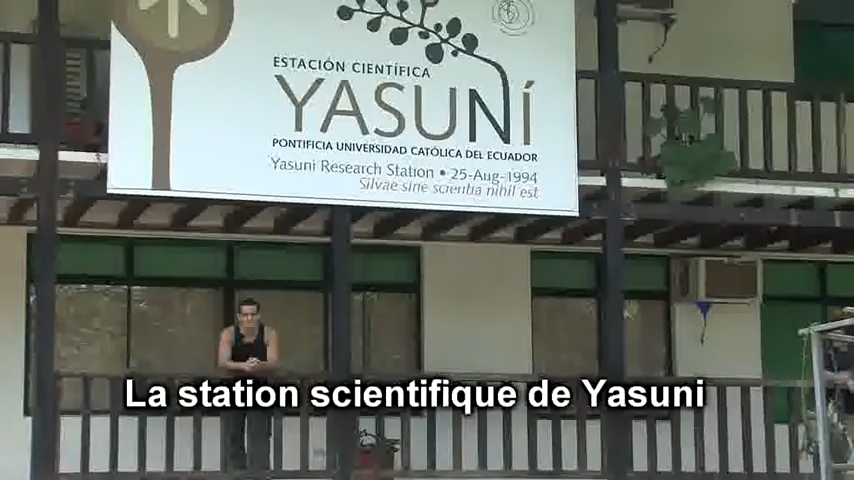 ESTACIÓN CIENTÍFICA
YASUNÍ
PONTIFICIA UNIVERSIDAD CATÓLICA DEL ECUADOR
Yasuni Research Station • 25-Aug-1994
Silvae sine scientia nihil est
La station scientifique de Yasuni